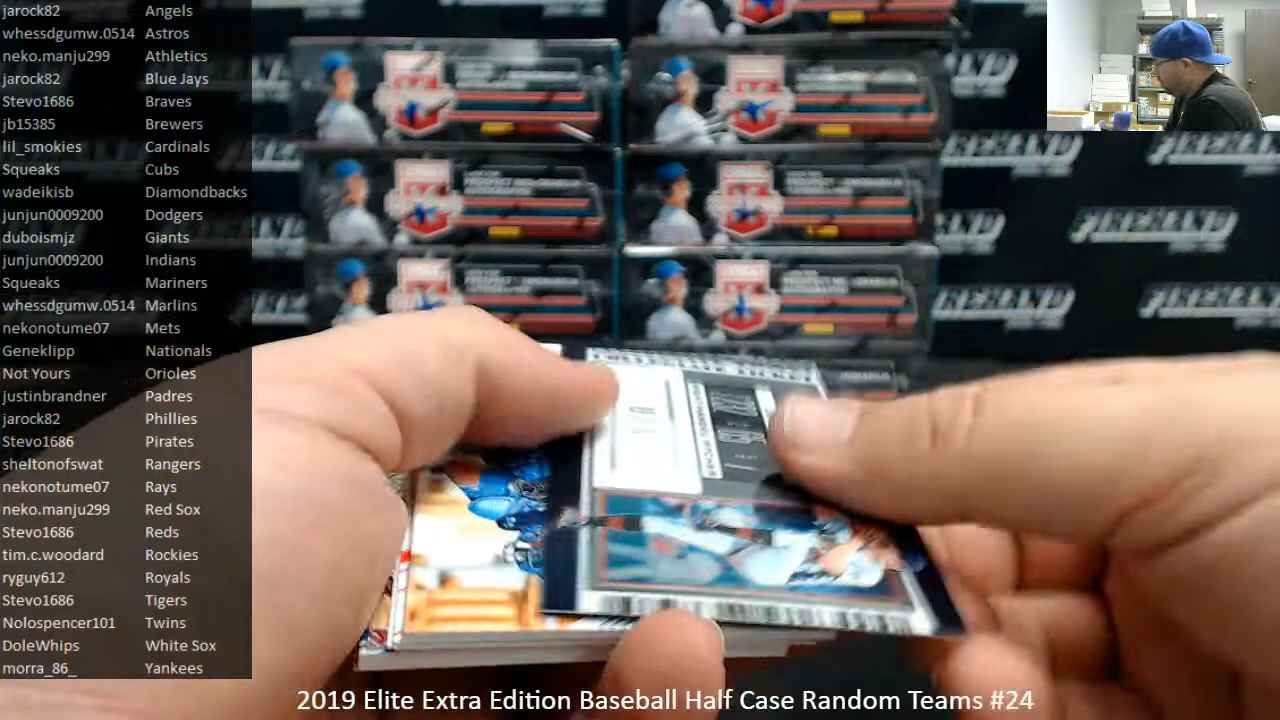 jarock82 Angels
whessdgumw.0514 Astros
neko.manju299 Athletics
jarock82 Blue Jays
Stevo1686 Braves
jb15385 Brewers
lil_smokies Cardinals
Squeaks Cubs
wadeikisb Diamondbacks
junjun0009200 Dodgers
duboismjz Giants
junjun0009200 Indians
Squeaks Mariners
whessdgumw.0514 Marlins
nekonotume07 Mets
Geneklipp Nationals
Not Yours Orioles
justinbrandner Padres
jarock82 Phillies
Stevo1686 Pirates
sheltonofswat Rangers
nekonotume07 Rays
neko.manju299 Red Sox
Stevo1686 Reds
tim.c.woodard Rockies
ryguy612 Royals
Stevo1686 Tigers
Nolospencer101 Twins
DoleWhips White Sox
morra_86_ Yankees
2019 Elite Extra Edition Baseball Half Case Random Teams #24